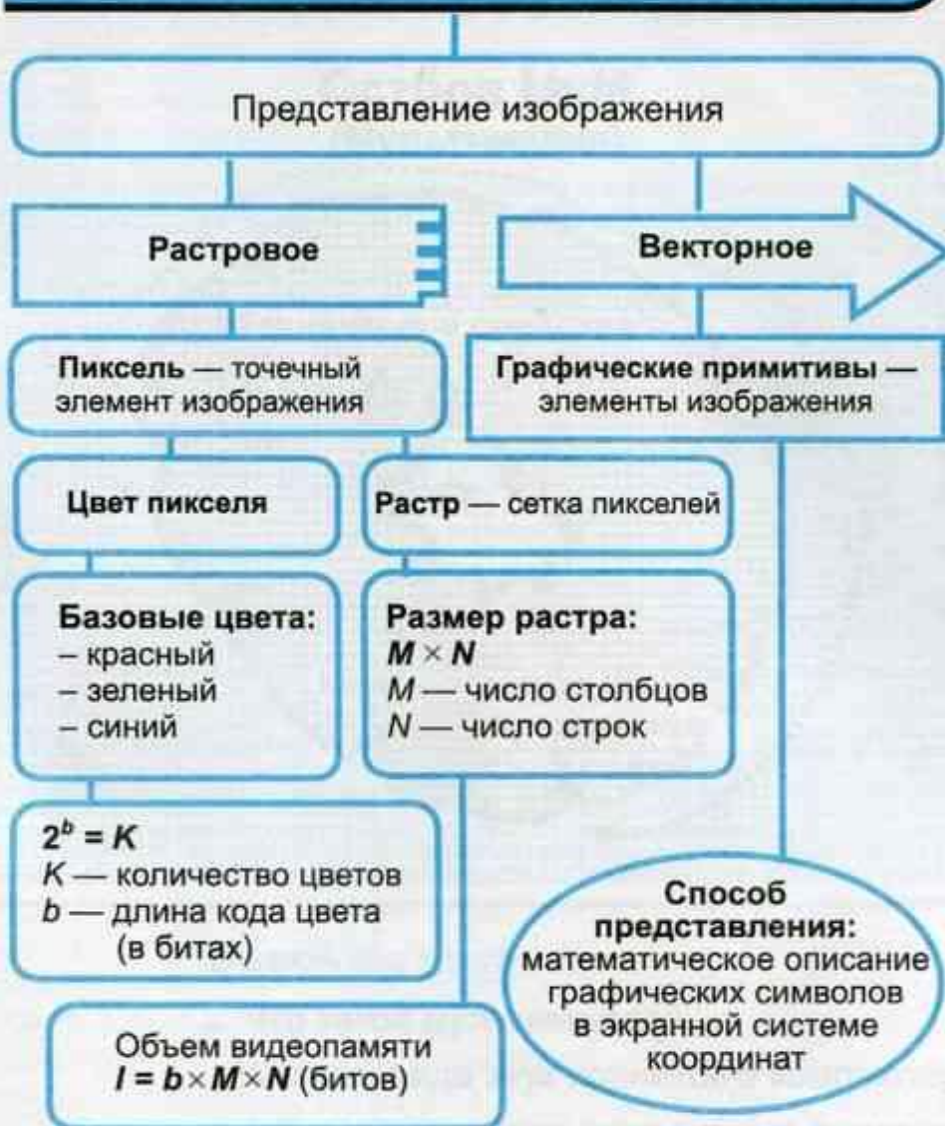 Представление изображения
Растровое
Векторное
Пиксель — точечный
элемент изображения
Графические примитивы —
элементы изображения
Цвет пикселя
Растр — сетка пикселей
Базовые цвета:
– красный
– зеленый
– синий
Размер растра:
M × N
M — число столбцов
N — число строк
2^b = K
K — количество цветов
b — длина кода цвета
(в битах)
Объем видеопамяти
I = b × M × N (битов)
Способ
представления:
математическое описание
графических символов
в экранной системе
координат